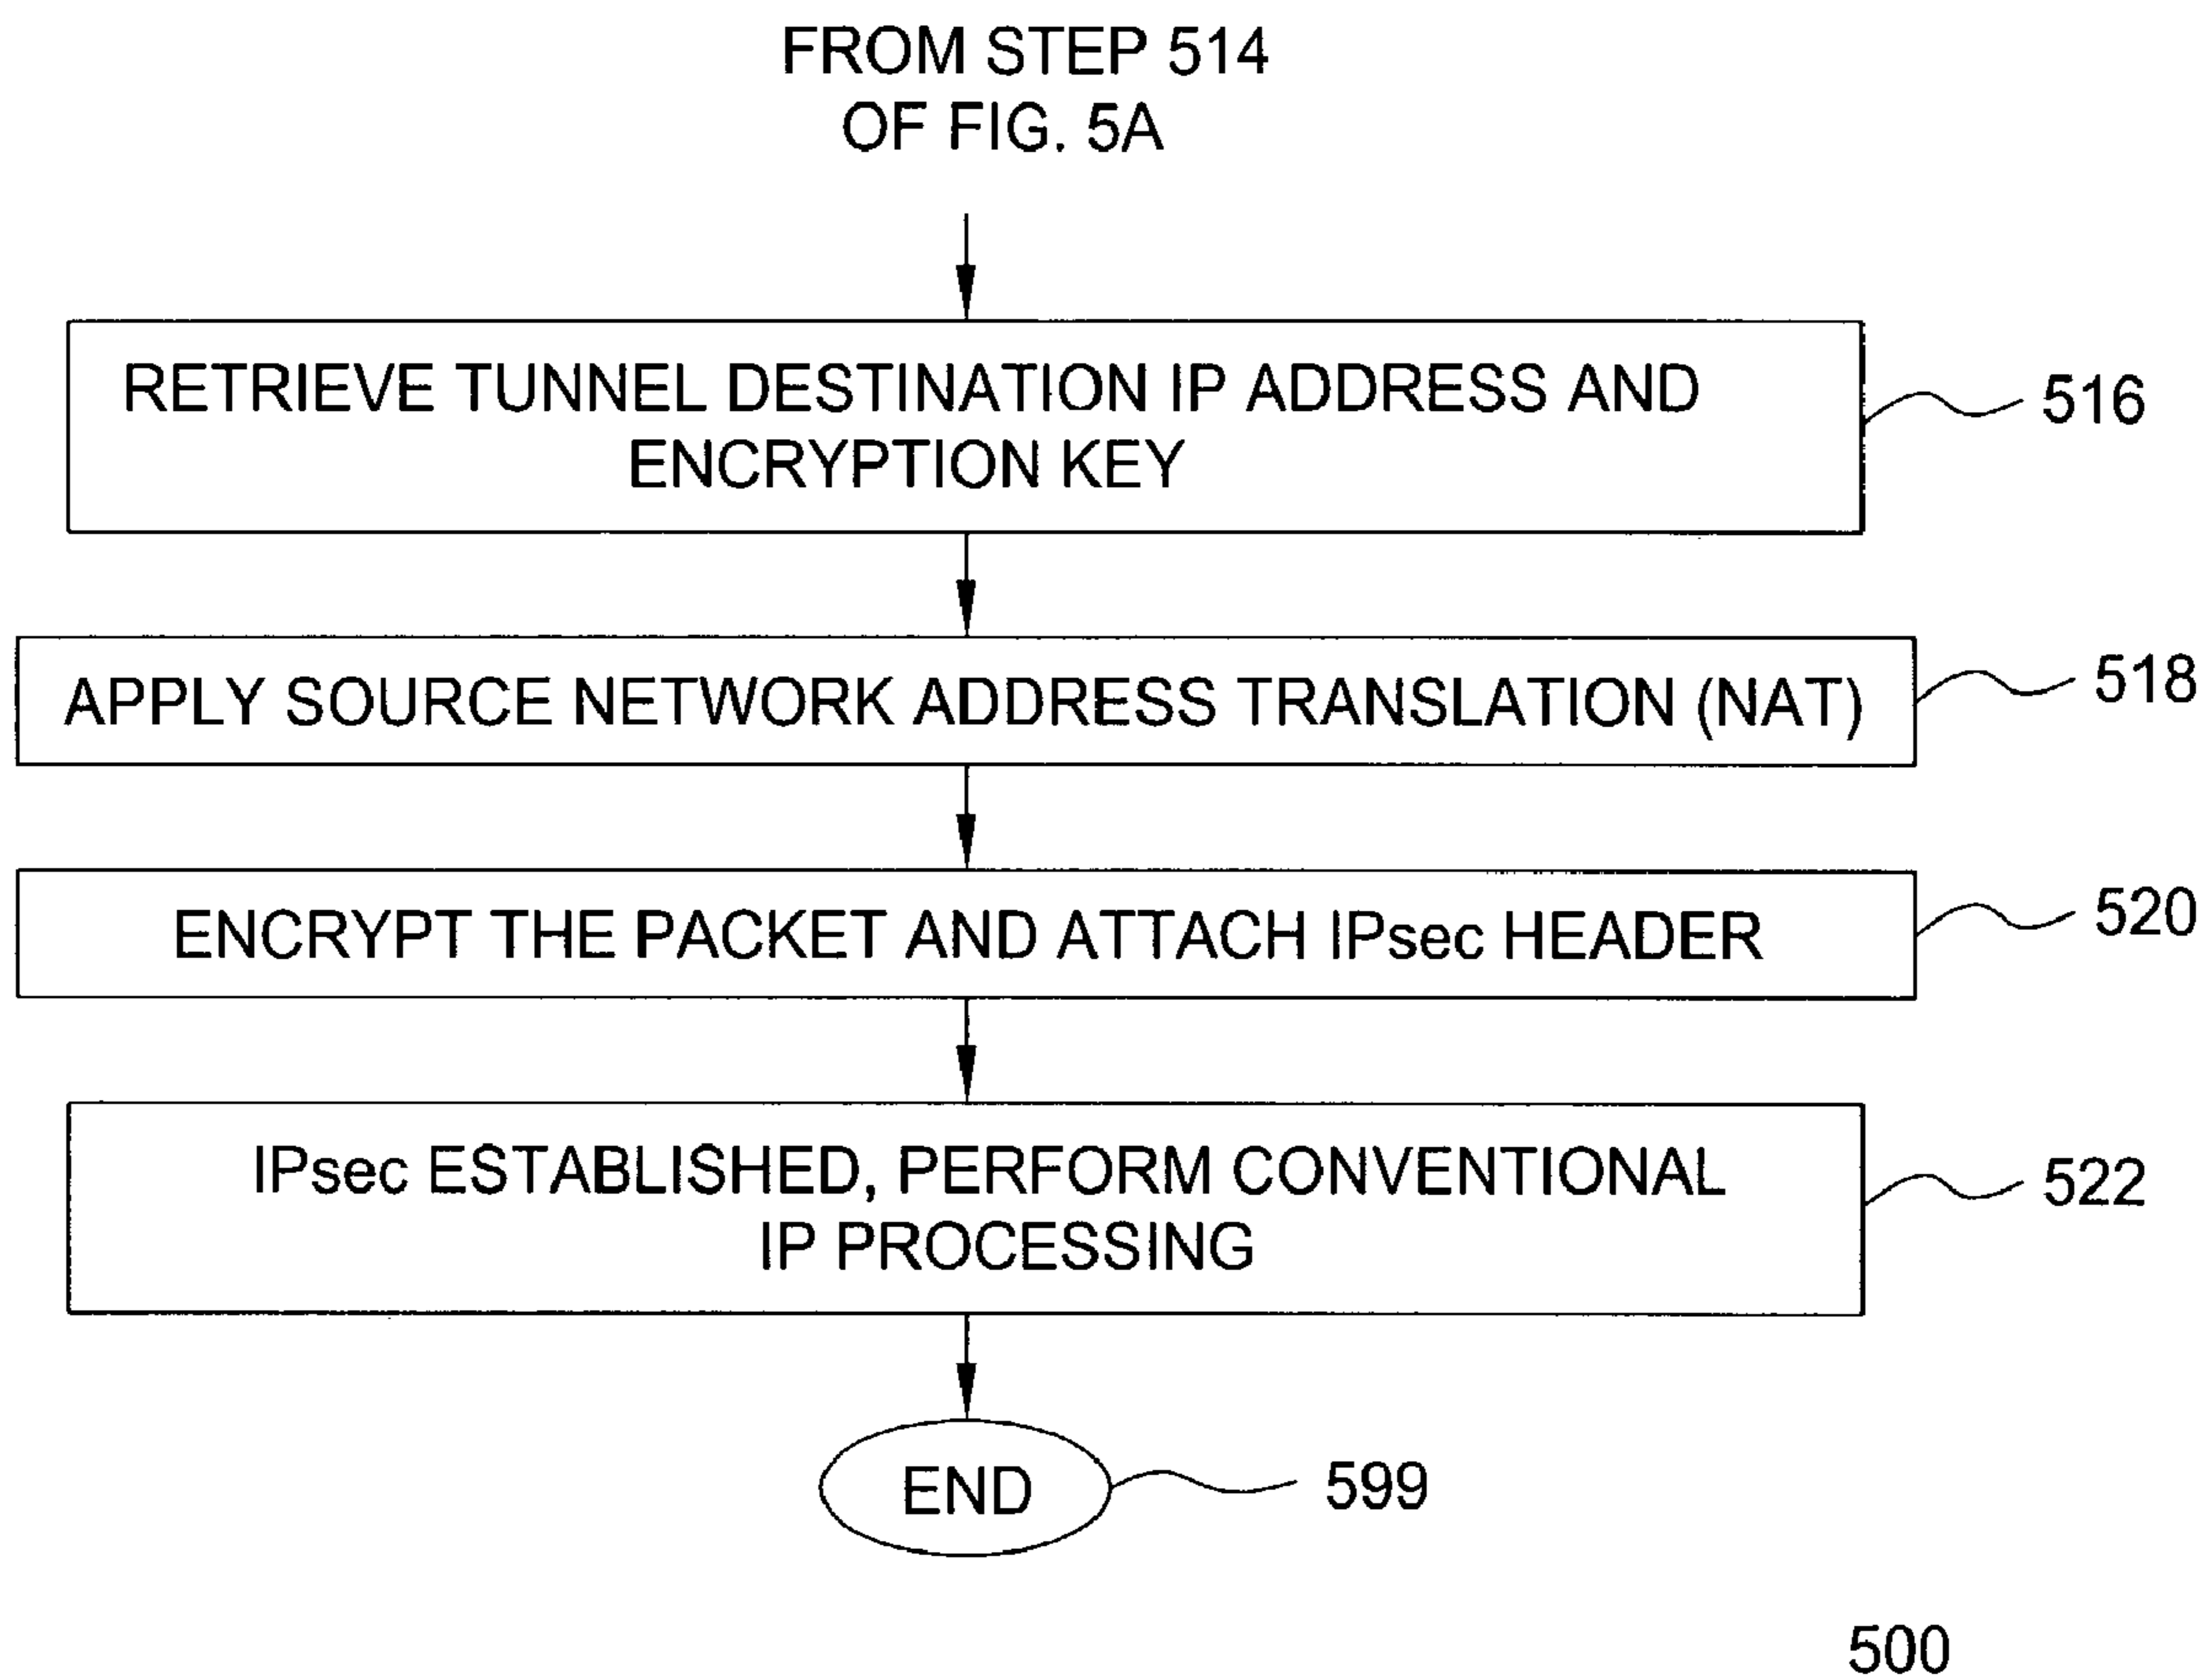 FROM STEP 514
OF FIG. 5A
RETRIEVE TUNNEL DESTINATION IP ADDRESS AND
ENCRYPTION KEY
516
APPLY SOURCE NETWORK ADDRESS TRANSLATION (NAT)
518
ENCRYPT THE PACKET AND ATTACH IPsec HEADER
520
IPsec ESTABLISHED, PERFORM CONVENTIONAL
IP PROCESSING
522
END
599
500